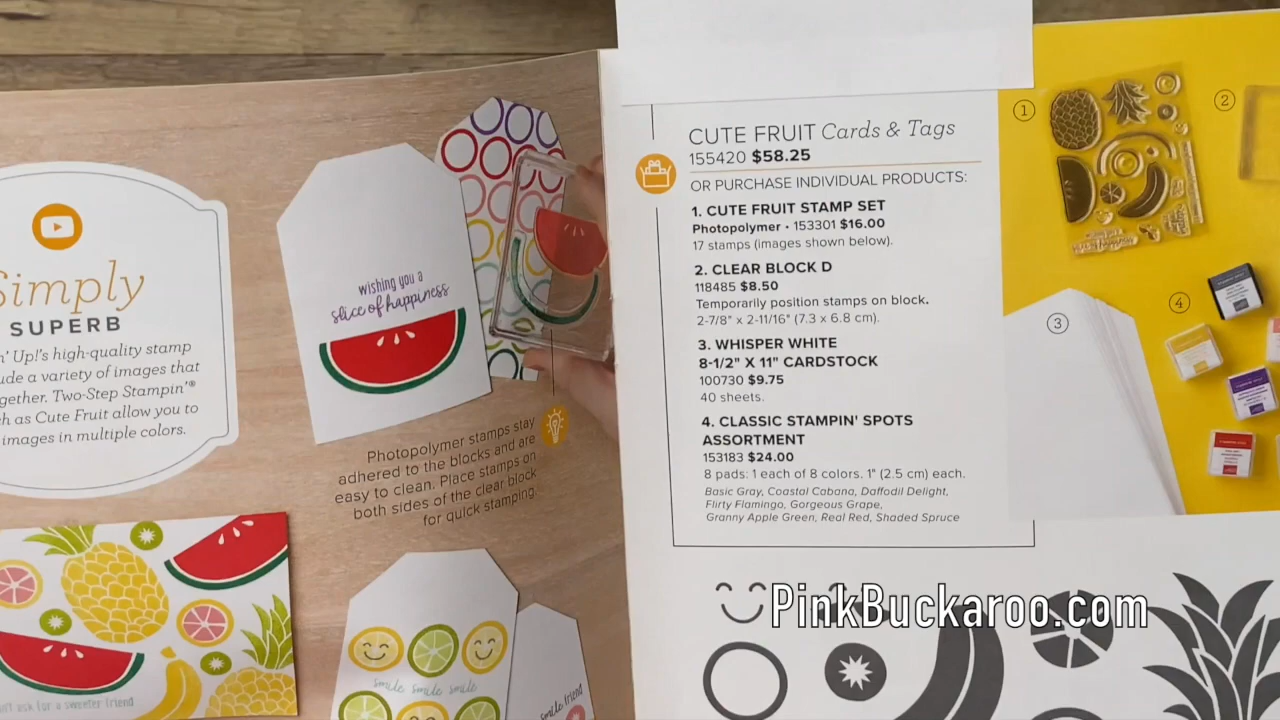 Simply
SUPERB
Up!'s high-quality stamp
a variety of images that
Two-Step Stampin'®
as Cute Fruit allow you to
images in multiple colors.
wishing you a
slice of happiness
Photopolymer stamps stay
adhered to the blocks and are
easy to clean. Place stamps on
both sides of the clear block
for quick stamping.
ask for a sweeter friend
smile smile smile
smile friend
CUTE FRUIT Cards & Tags
155420 $58.25
OR PURCHASE INDIVIDUAL PRODUCTS:
1. CUTE FRUIT STAMP SET
Photopolymer • 153301 $16.00
17 stamps (images shown below).
2. CLEAR BLOCK D
118485 $8.50
Temporarily position stamps on block.
2-7/8" x 2-11/16" (7.3 x 6.8 cm).
3. WHISPER WHITE
8-1/2" X 11" CARDSTOCK
100730 $9.75
40 sheets.
4. CLASSIC STAMPIN' SPOTS
ASSORTMENT
153183 $24.00
8 pads: 1 each of 8 colors. 1" (2.5 cm) each.
Basic Gray, Coastal Cabana, Daffodil Delight,
Flirty Flamingo, Gorgeous Grape,
Granny Apple Green, Real Red, Shaded Spruce
1
2
3
4
PinkBuckaroo.com